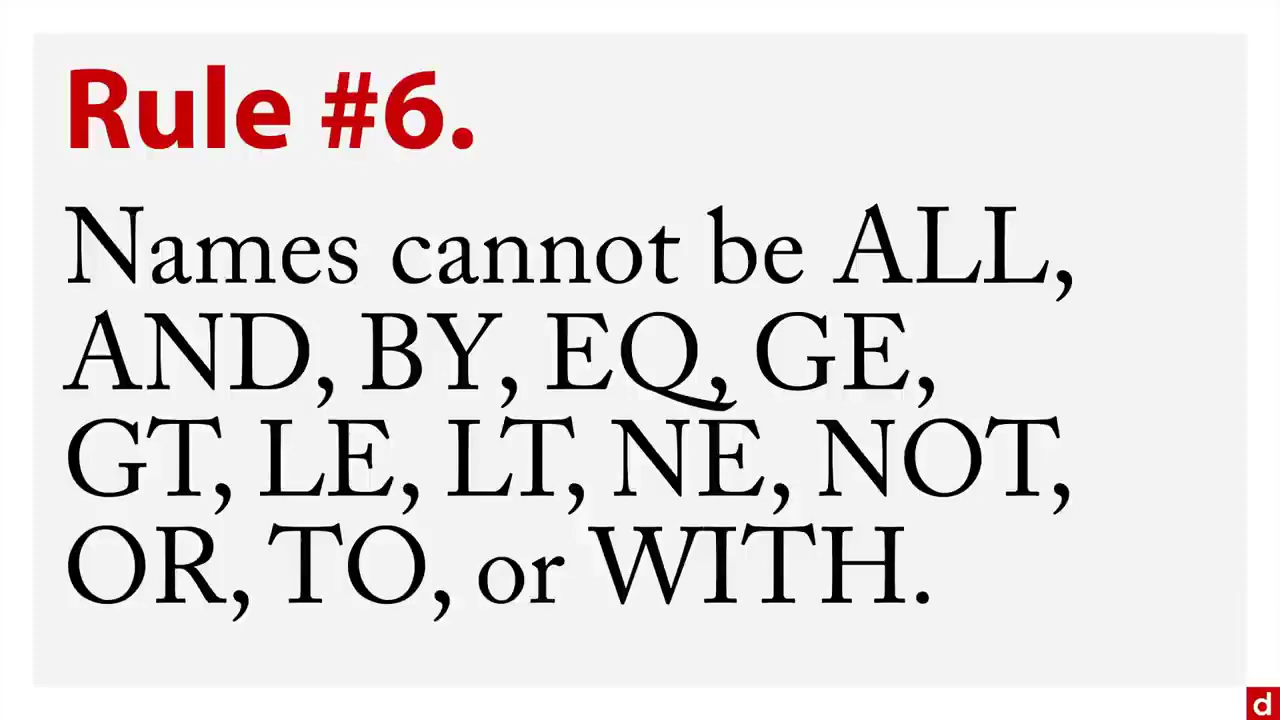 Rule #6.
Names cannot be ALL,
AND, BY, EQ, GE,
GT, LE, LT, NE, NOT,
OR, TO, or WITH.
d